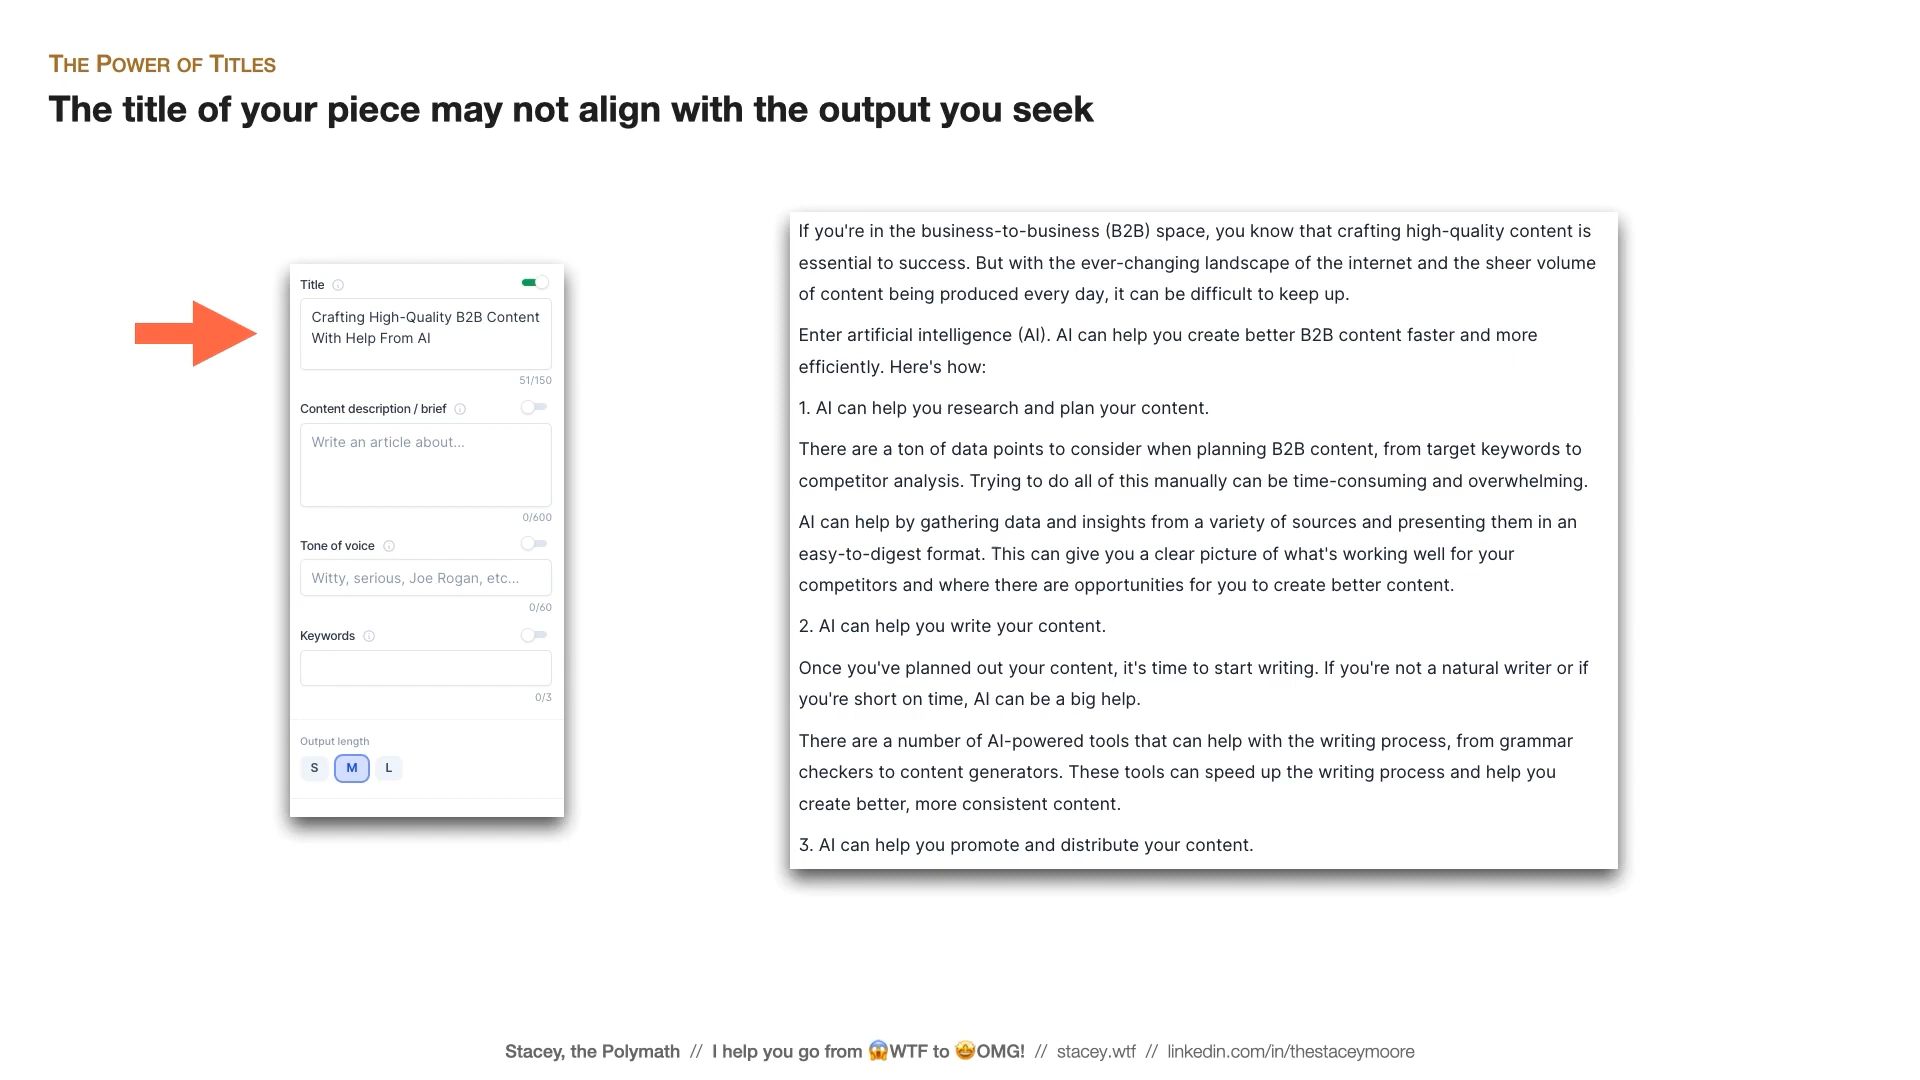 The Power of Titles
The title of your piece may not align with the output you seek
Title
Crafting High-Quality B2B Content
With Help From AI
51/150
Content description / brief
Write an article about...
0/600
Tone of voice
Witty, serious, Joe Rogan, etc...
0/60
Keywords
0/3
Output length
S M L
If you're in the business-to-business (B2B) space, you know that crafting high-quality content is
essential to success. But with the ever-changing landscape of the internet and the sheer volume
of content being produced every day, it can be difficult to keep up.
Enter artificial intelligence (AI). AI can help you create better B2B content faster and more
efficiently. Here's how:
1. AI can help you research and plan your content.
There are a ton of data points to consider when planning B2B content, from target keywords to
competitor analysis. Trying to do all of this manually can be time-consuming and overwhelming.
AI can help by gathering data and insights from a variety of sources and presenting them in an
easy-to-digest format. This can give you a clear picture of what's working well for your
competitors and where there are opportunities for you to create better content.
2. AI can help you write your content.
Once you've planned out your content, it's time to start writing. If you're not a natural writer or if
you're short on time, AI can be a big help.
There are a number of AI-powered tools that can help with the writing process, from grammar
checkers to content generators. These tools can speed up the writing process and help you
create better, more consistent content.
3. AI can help you promote and distribute your content.
Stacey, the Polymath // I help you go from 😱WTF to 🤩OMG! // stacey.wtf // linkedin.com/in/thestaceymoore